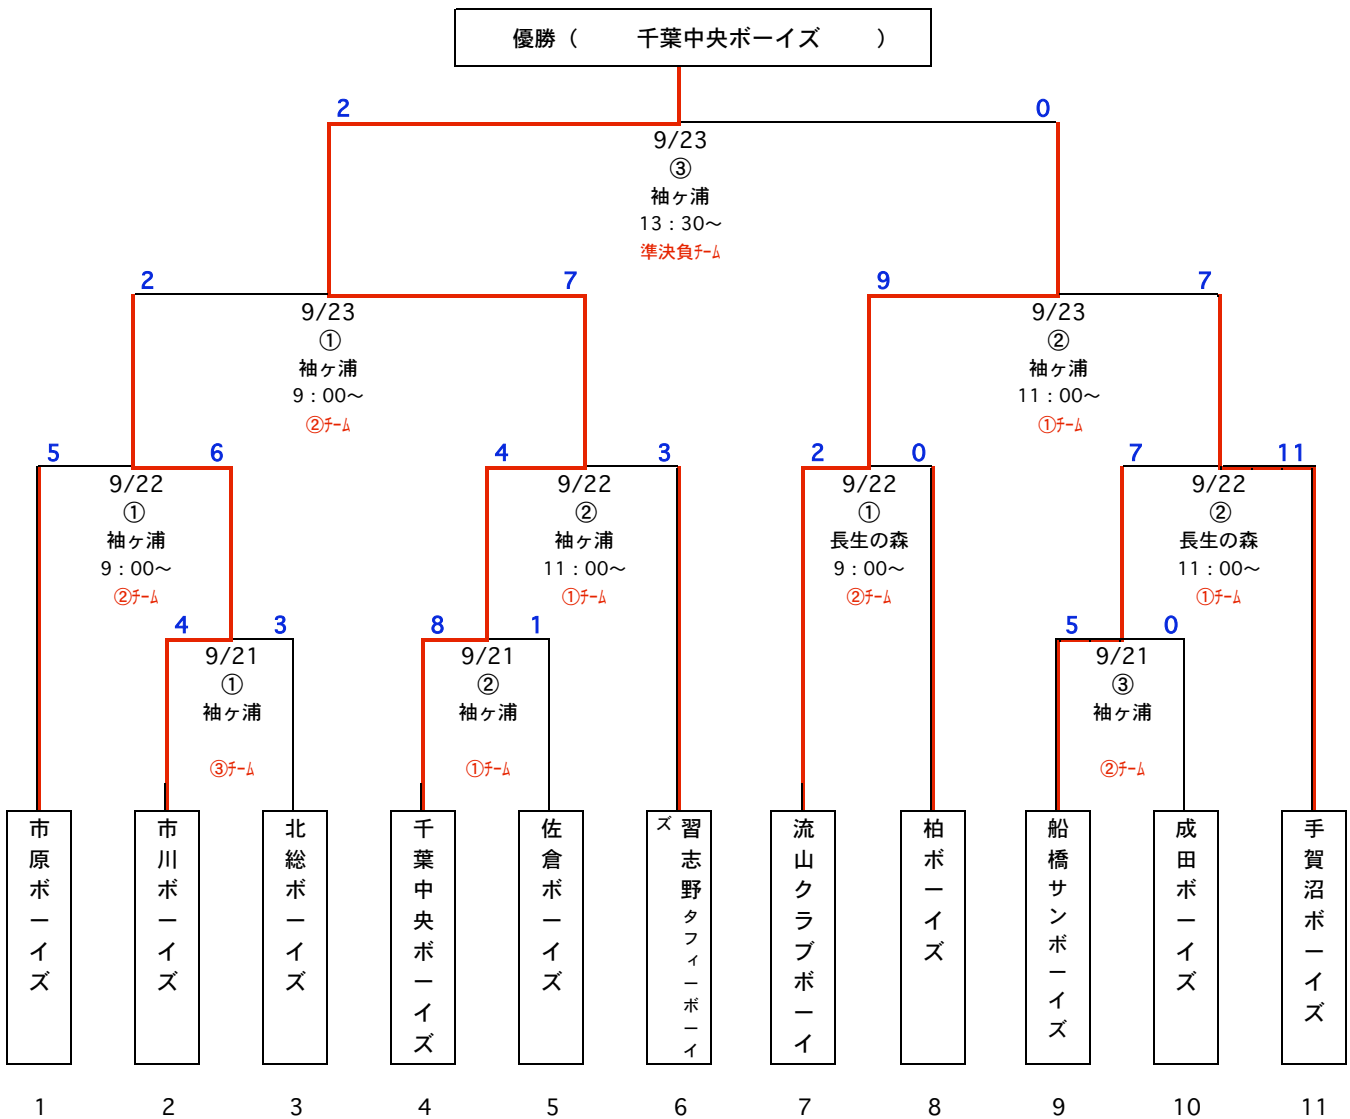 優勝（　千葉中央ボーイズ　）
2 0
9/23
③
袖ヶ浦
13：30～
準決負ﾁｰﾑ
2 7 9 7
9/23 9/23
① ②
袖ヶ浦 袖ヶ浦
9：00～ 11：00～
②ﾁｰﾑ ①ﾁｰﾑ
5 6 4 3 2 0 7 11
9/22 9/22 9/22 9/22
① ② ① ②
袖ヶ浦 袖ヶ浦 長生の森 長生の森
9：00～ 11：00～ 9：00～ 11：00～
②ﾁｰﾑ ①ﾁｰﾑ ②ﾁｰﾑ ①ﾁｰﾑ
4 3 8 1 5 0
9/21 9/21 9/21
① ② ③
袖ヶ浦 袖ヶ浦 袖ヶ浦
③ﾁｰﾑ ①ﾁｰﾑ ②ﾁｰﾑ
市原ボーイズ
市川ボーイズ
北総ボーイズ
千葉中央ボーイズ
佐倉ボーイズ
習志野タフィーボーイズ
流山クラブボーイ
柏ボーイズ
船橋サンボーイズ
成田ボーイズ
手賀沼ボーイズ
1 2 3 4 5 6 7 8 9 10 11